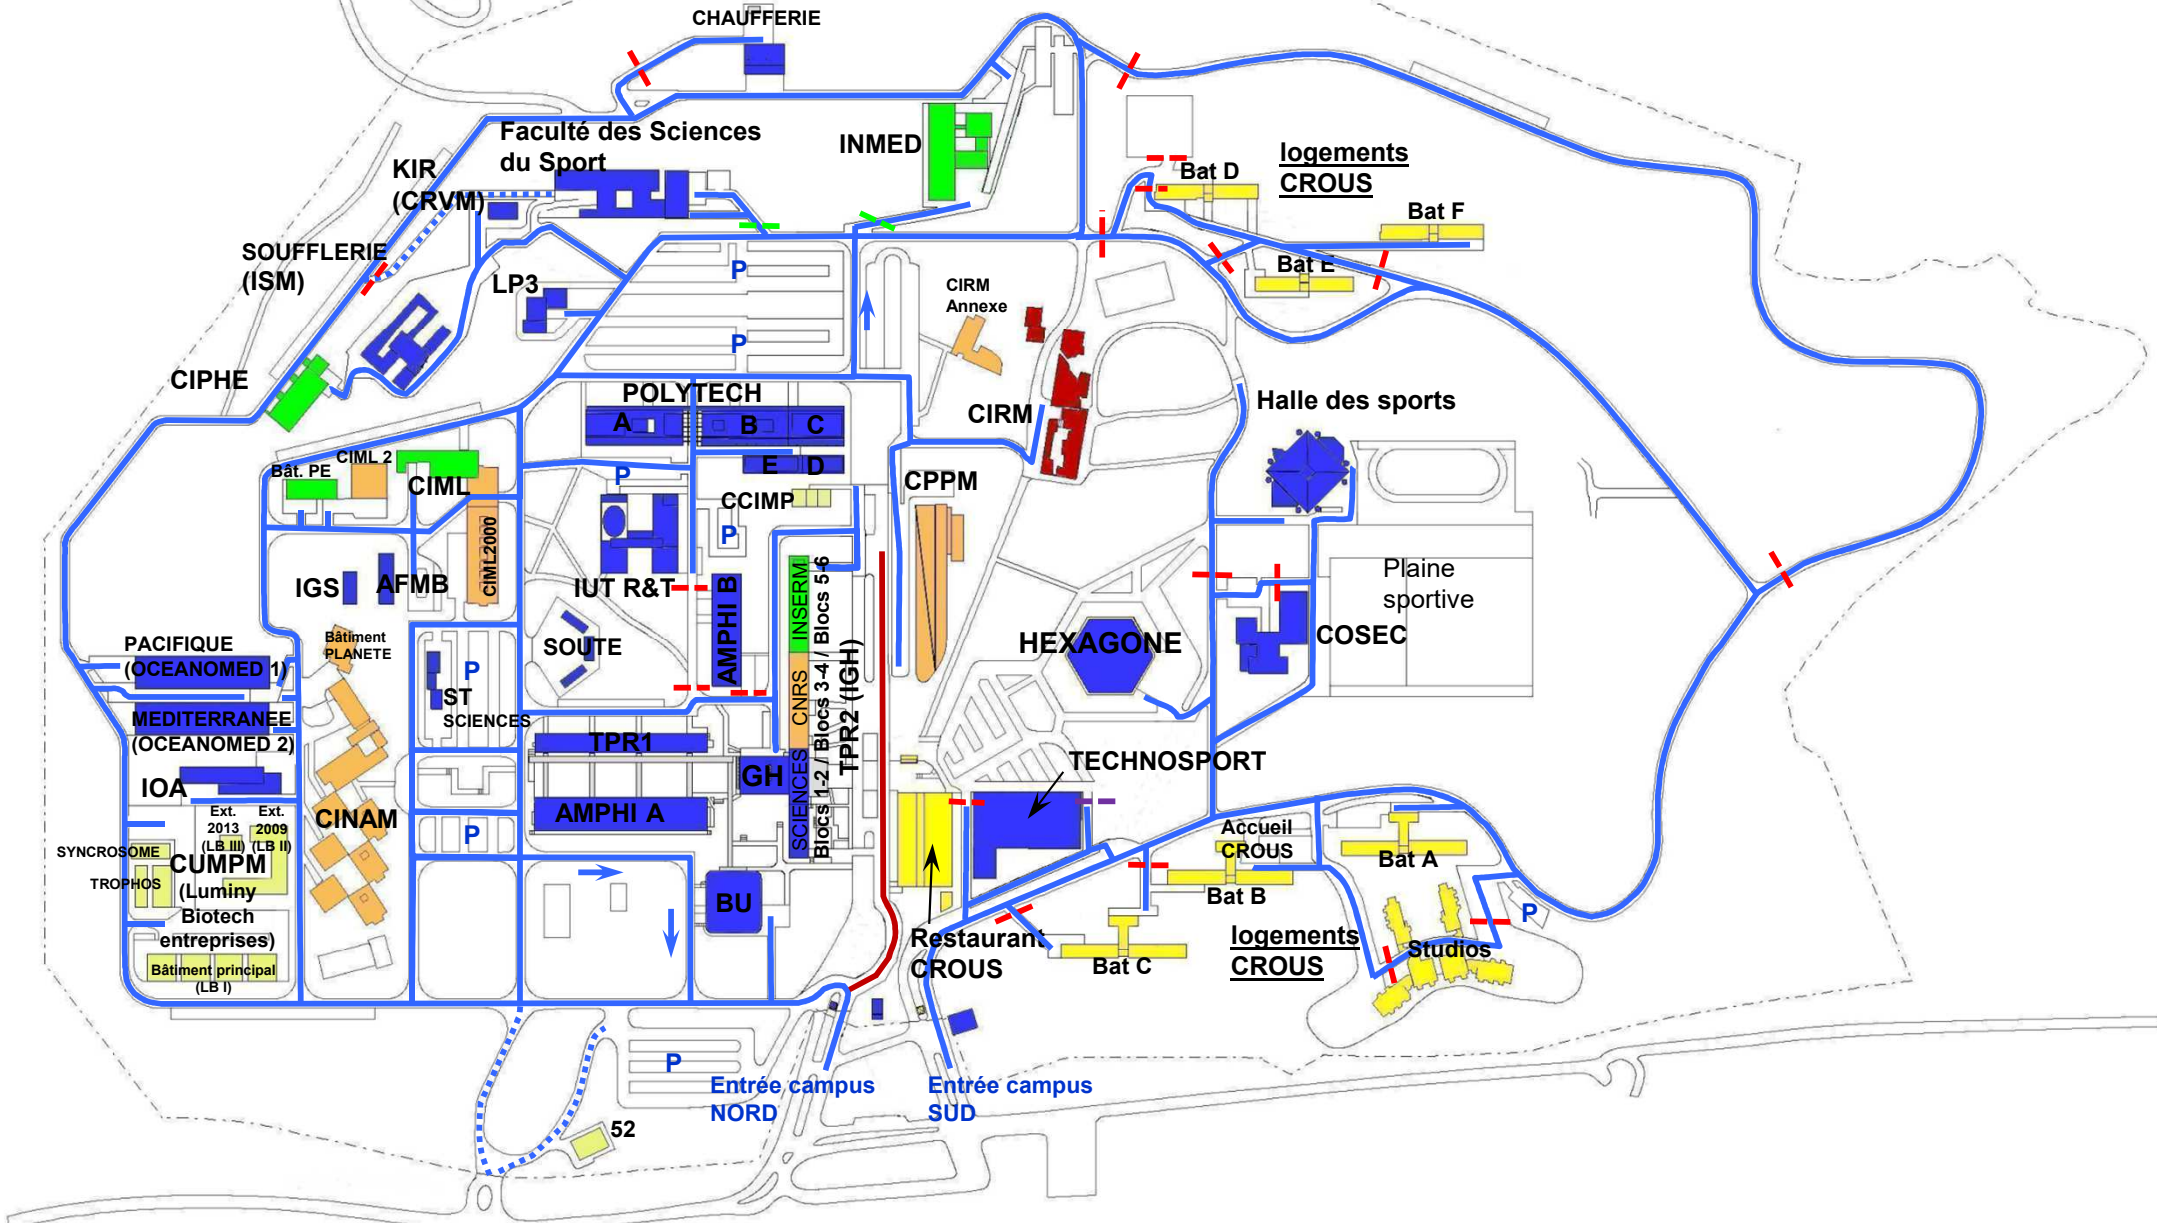 CHAUFFERIE
Faculté des Sciences
du Sport
INMED
logements
CROUS
KIR
(CRVM)
Bat D
Bat F
SOUFFLERIE
(ISM)
Bat E
LP3
P
CIRM
Annexe
P
CIPHE
POLYTECH
A
B
C
CIRM
Halle des sports
E
D
CIML 2
Bât. PE
CIML
P
CPPM
CCIMP
P
CIML2000
IGS
AFMB
IUT R&T
AMPHI B
INSERM
CNRS
SCIENCES
Blocs 1-2 / Blocs 3-4 / Blocs 5-6
TPR2 (IGH)
Plaine
sportive
COSEC
HEXAGONE
SOUTE
Bâtiment
PLANETE
PACIFIQUE
(OCEANOMED 1)
P
ST
SCIENCES
MEDITERRANEE
(OCEANOMED 2)
TPR1
GH
TECHNOSPORT
IOA
AMPHI A
CINAM
P
Ext.
2013
(LB III)
Ext.
2009
(LB II)
SYNCROSOME
TROPHOS
CUMPM
(Luminy
Biotech
entreprises)
Bâtiment principal
(LB I)
BU
Accueil
CROUS
Bat A
Bat B
Restaurant
CROUS
Bat C
logements
CROUS
Studios
P
P
Entrée campus
NORD
Entrée campus
SUD
52